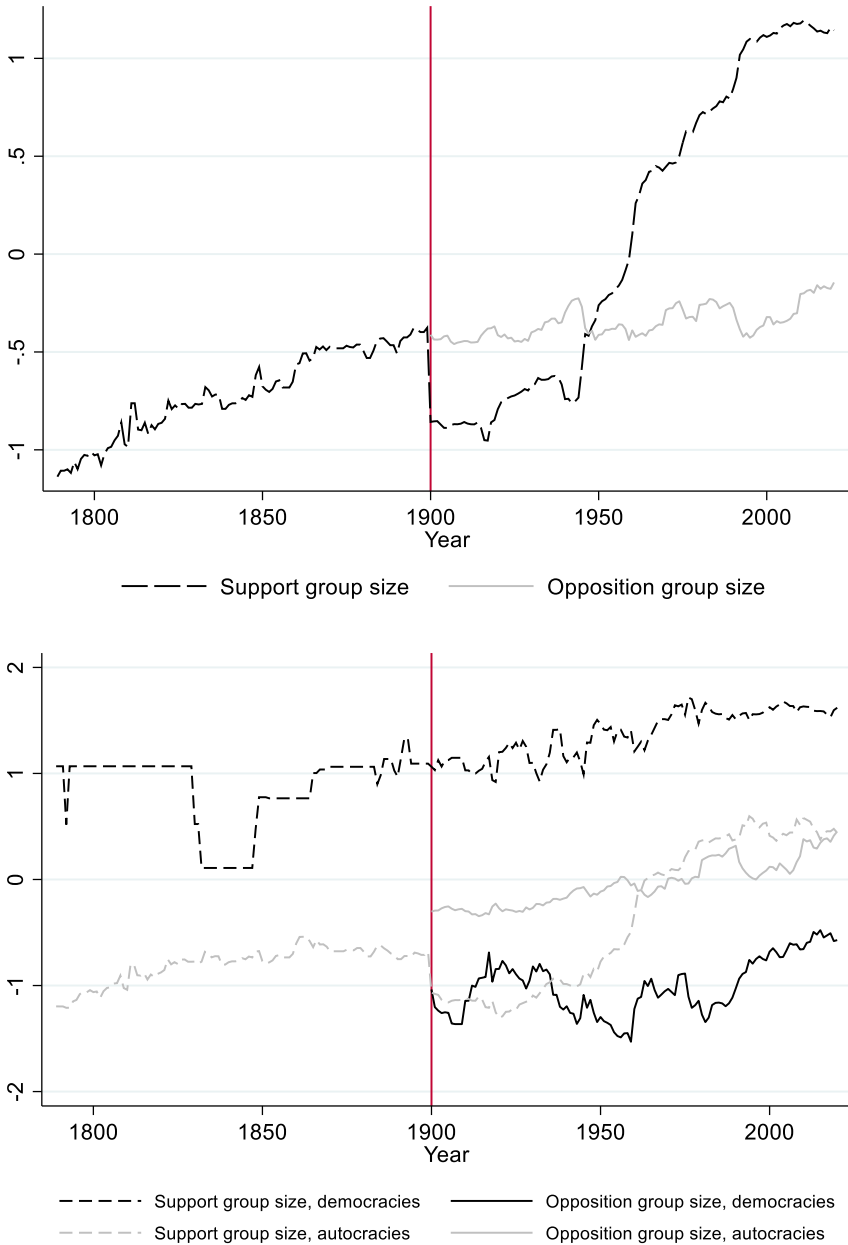 1
.5
0
-.5
-1
1800 1850 1900 1950 2000
Year
Support group size Opposition group size
2
1
0
-1
-2
1800 1850 1900 1950 2000
Year
Support group size, democracies Opposition group size, democracies
Support group size, autocracies Opposition group size, autocracies